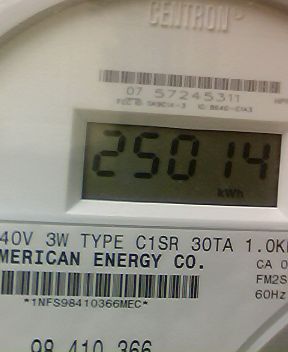 CENTRON®
07 57245311
25014
kWh
40V 3W TYPE C1SR 30TA 1.0K
MERICAN ENERGY CO.
CA 0
FM2S
60Hz
*1NFS98410366MEC*
98 410 366